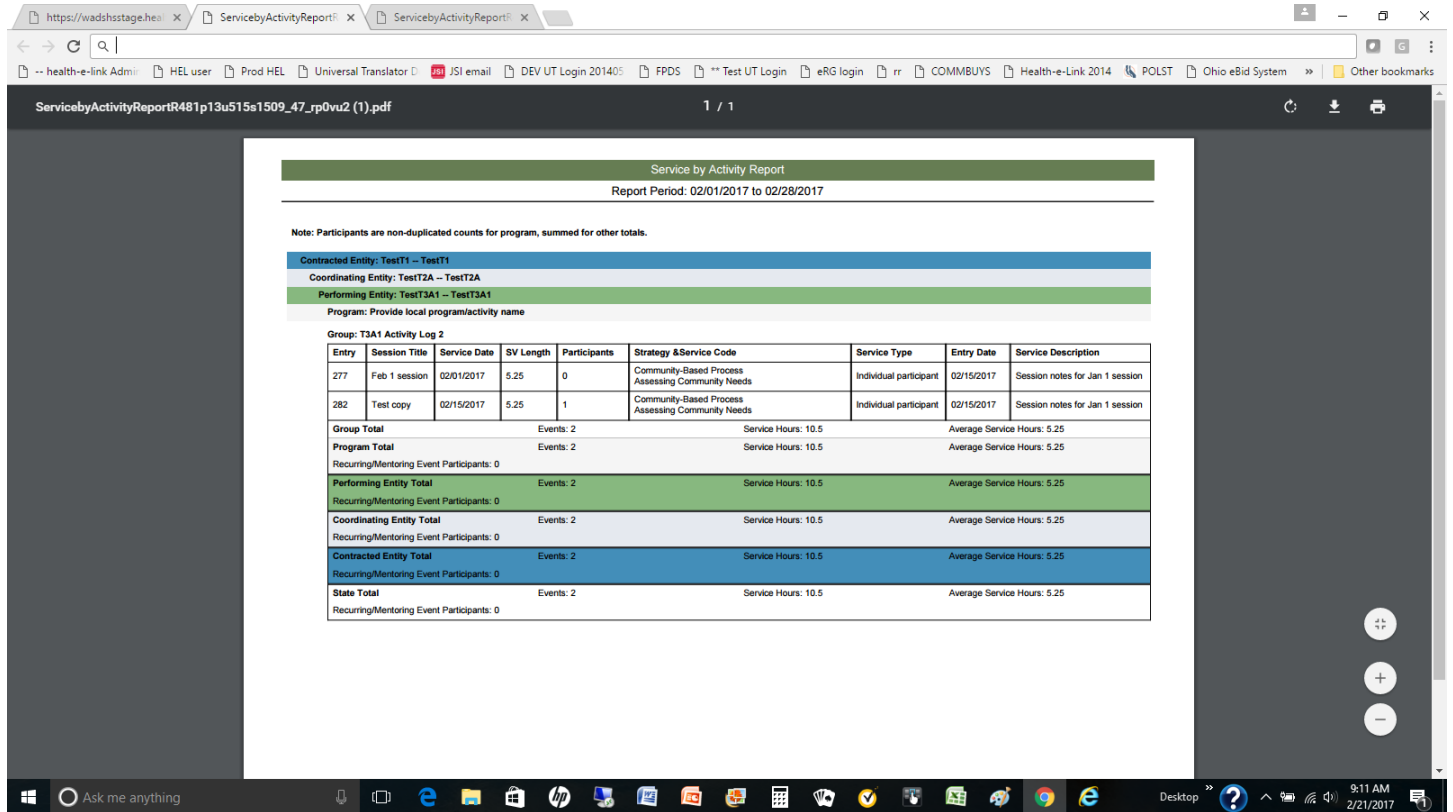 https://wadshsstage.heal
ServicebyActivityReportR
ServicebyActivityReportR
-- health-e-link Admin HEL user Prod HEL Universal Translator D JSI JSI email DEV UT Login 201405 FPDS ** Test UT Login eRG login rr COMMBUYS Health-e-Link 2014 POLST Ohio eBid System » Other bookmarks
ServicebyActivityReportR481p13u515s1509_47_rp0vu2 (1).pdf 1 / 1
Service by Activity Report
Report Period: 02/01/2017 to 02/28/2017
Note: Participants are non-duplicated counts for program, summed for other totals.
Contracted Entity: TestT1 -- TestT1
Coordinating Entity: TestT2A -- TestT2A
Performing Entity: TestT3A1 -- TestT3A1
Program: Provide local program/activity name
Group: T3A1 Activity Log 2
Entry Session Title Service Date SV Length Participants Strategy &Service Code Service Type Entry Date Service Description
277 Feb 1 session 02/01/2017 5.25 0 Community-Based Process Assessing Community Needs Individual participant 02/15/2017 Session notes for Jan 1 session
282 Test copy 02/15/2017 5.25 1 Community-Based Process Assessing Community Needs Individual participant 02/15/2017 Session notes for Jan 1 session
Group Total Events: 2 Service Hours: 10.5 Average Service Hours: 5.25
Program Total Events: 2 Service Hours: 10.5 Average Service Hours: 5.25
Recurring/Mentoring Event Participants: 0
Performing Entity Total Events: 2 Service Hours: 10.5 Average Service Hours: 5.25
Recurring/Mentoring Event Participants: 0
Coordinating Entity Total Events: 2 Service Hours: 10.5 Average Service Hours: 5.25
Recurring/Mentoring Event Participants: 0
Contracted Entity Total Events: 2 Service Hours: 10.5 Average Service Hours: 5.25
Recurring/Mentoring Event Participants: 0
State Total Events: 2 Service Hours: 10.5 Average Service Hours: 5.25
Recurring/Mentoring Event Participants: 0
Ask me anything
Desktop »
9:11 AM
2/21/2017